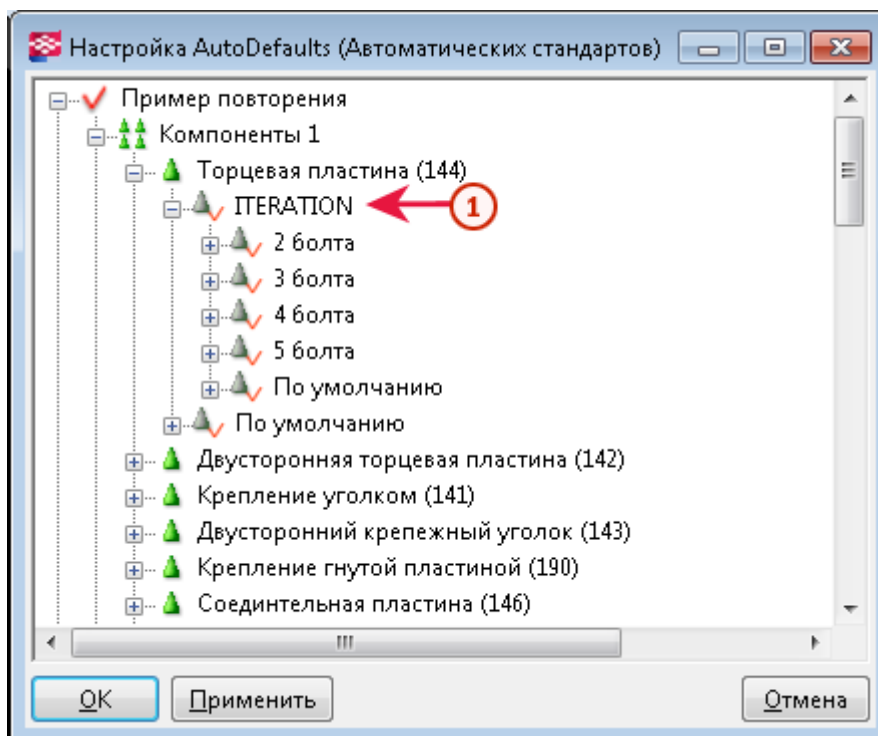 Настройка AutoDefaults (Автоматических стандартов)
Пример повторения
Компоненты 1
Торцевая пластина (144)
ITERATION
1
2 болта
3 болта
4 болта
5 болта
По умолчанию
По умолчанию
Двусторонняя торцевая пластина (142)
Крепление уголком (141)
Двусторонний крепежный уголок (143)
Крепление гнутой пластиной (190)
Соединтельная пластина (146)
OK
Применить
Отмена